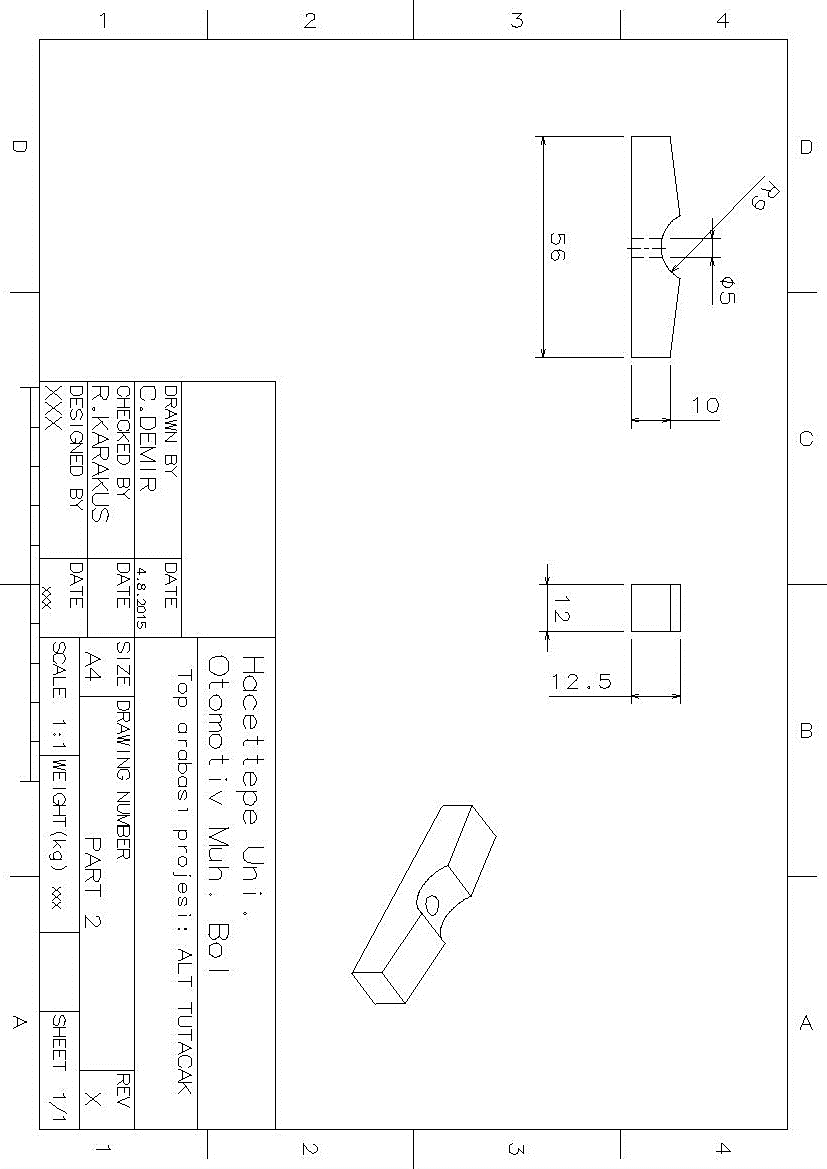 1 2 3 4
D D
R9
56
Φ5
10
C
12
12.5
B
A A
1 2 3 4
DRAWN BY
C.DEMIR
DATE
4.8.2015
CHECKED BY
R.KARAKUS
DATE
DESIGNED BY
XXX
DATE
xxx
Hacettepe Uni.
Otomotiv Muh. Bol
Top arabası projesi: ALT TUTACAK
SIZE
A4
DRAWING NUMBER
PART 2
REV
X
SCALE 1:1
WEIGHT(kg) xxx
SHEET 1/1